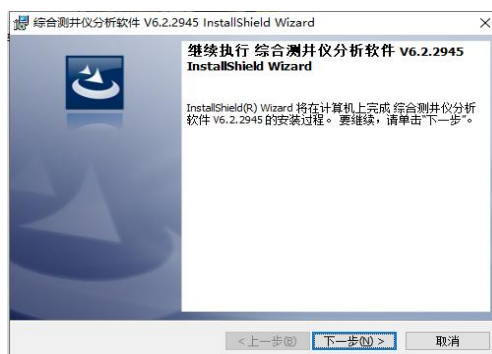 综合测井仪分析软件 V6.2.2945 InstallShield Wizard
继续执行 综合测井仪分析软件 V6.2.2945
InstallShield Wizard
InstallShield(R) Wizard 将在计算机上完成 综合测井仪分析
软件 V6.2.2945 的安装过程。 要继续，请单击“下一步”。
<上一步(B) 下一步(N) > 取消